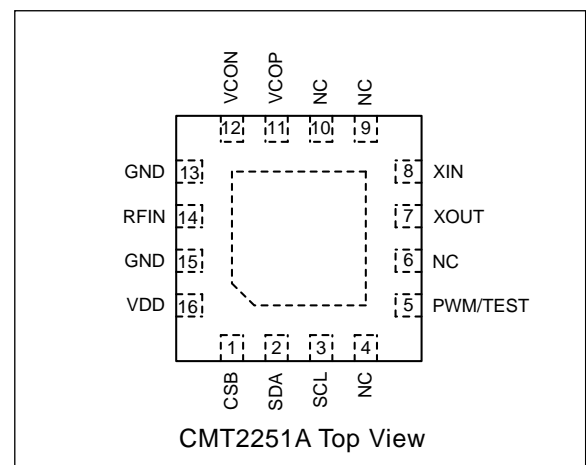 VCON VCOP NC NC
12 11 10 9
GND 13 8 XIN
RFIN 14 7 XOUT
GND 15 6 NC
VDD 16 5 PWM/TEST
1 2 3 4
CSB SDA SCL NC
CMT2251A Top View